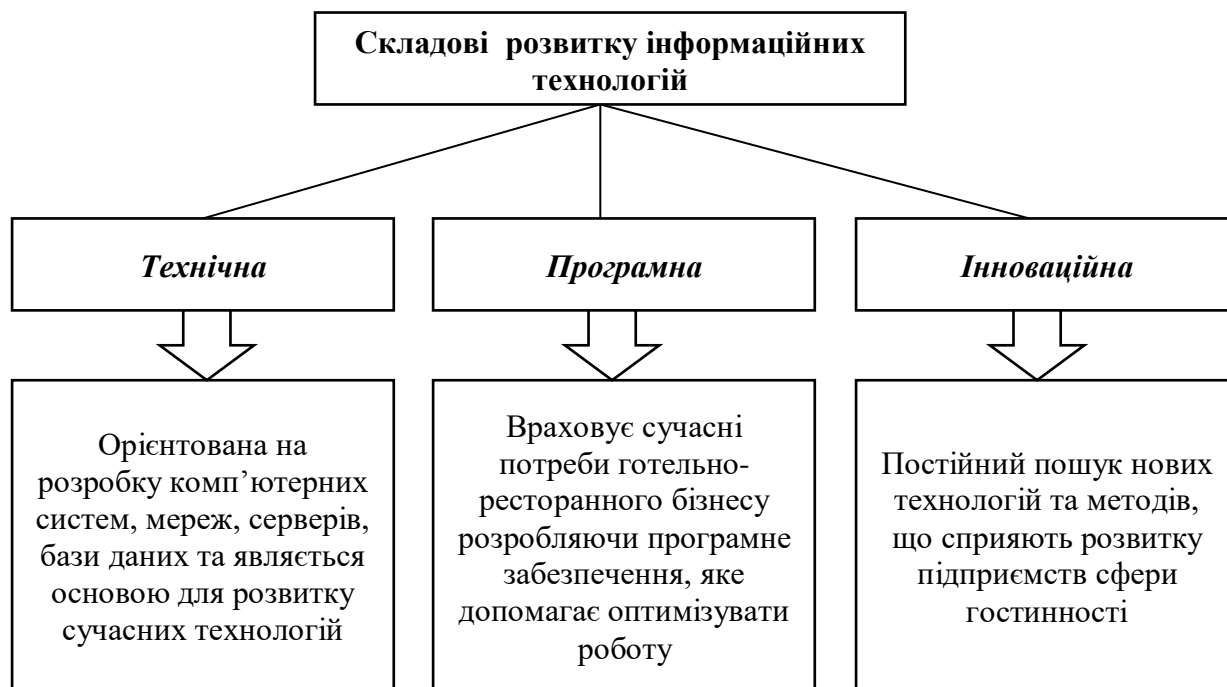 Складові розвитку інформаційних
технологій
Технічна
Програмна
Інноваційна
Орієнтована на
розробку комп’ютерних
систем, мереж, серверів,
бази даних та являється
основою для розвитку
сучасних технологій
Враховує сучасні
потреби готельно-
ресторанного бізнесу
розробляючи програмне
забезпечення, яке
допомагає оптимізувати
роботу
Постійний пошук нових
технологій та методів,
що сприяють розвитку
підприємств сфери
гостинності